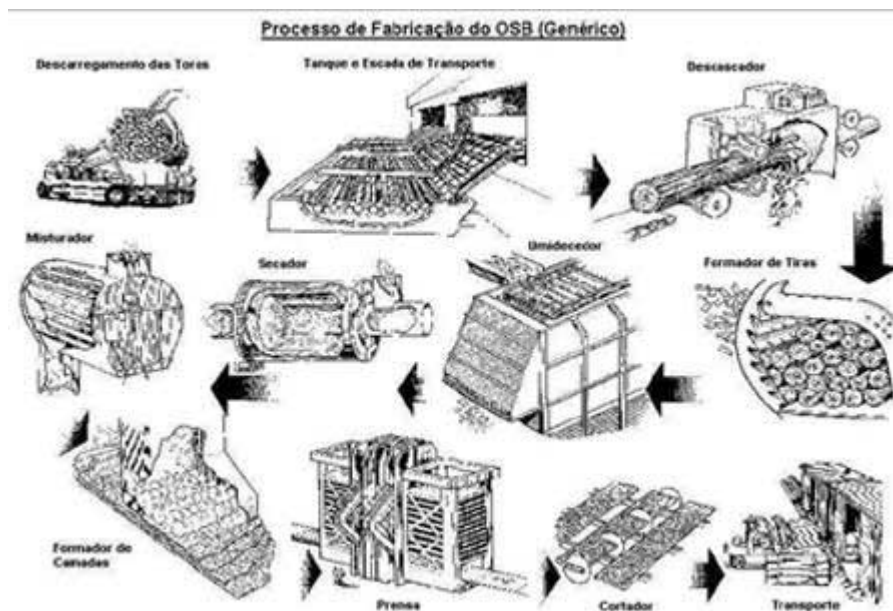 Processo de Fabricação do OSB (Genérico)
Descarregamento das Toros
Tanque e Escada de Transporte
Descascador
Misturador
Secador
Umidecedor
Formador de Tiras
Formador de
Camadas
Prensa
Cortador
Transporte